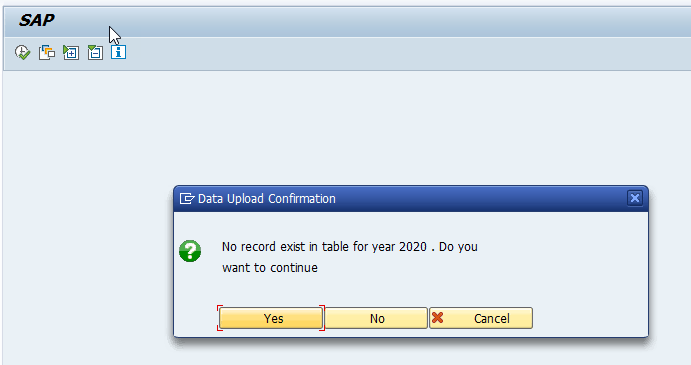 SAP
Data Upload Confirmation
No record exist in table for year 2020 . Do you
want to continue
Yes No Cancel